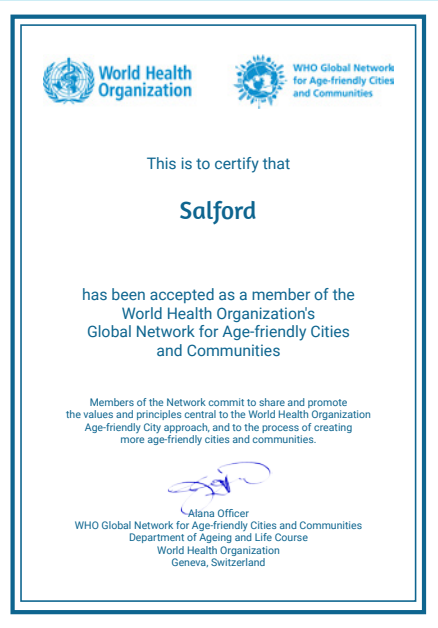 World Health
Organization
WHO Global Network
for Age-friendly Cities
and Communities
This is to certify that
Salford
has been accepted as a member of the
World Health Organization's
Global Network for Age-friendly Cities
and Communities
Members of the Network commit to share and promote
the values and principles central to the World Health Organization
Age-friendly City approach, and to the process of creating
more age-friendly cities and communities.
Alana Officer
WHO Global Network for Age-friendly Cities and Communities
Department of Ageing and Life Course
World Health Organization
Geneva, Switzerland